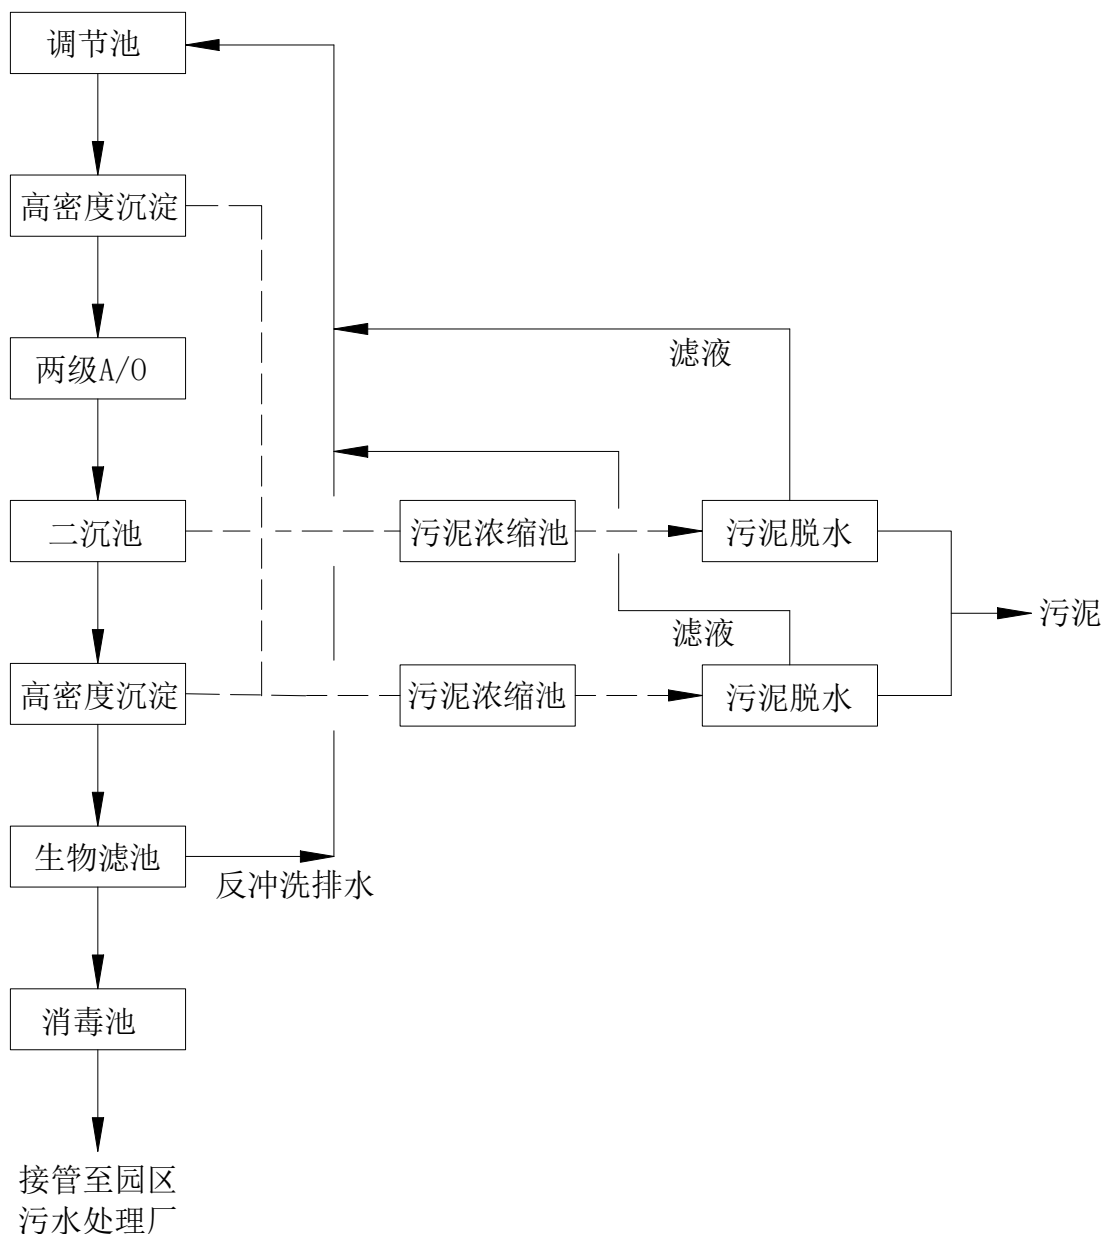 调节池
高密度沉淀
滤液
两级A/O
二沉池
污泥浓缩池
污泥脱水
污泥
滤液
高密度沉淀
污泥浓缩池
污泥脱水
生物滤池
反冲洗排水
消毒池
接管至园区
污水处理厂